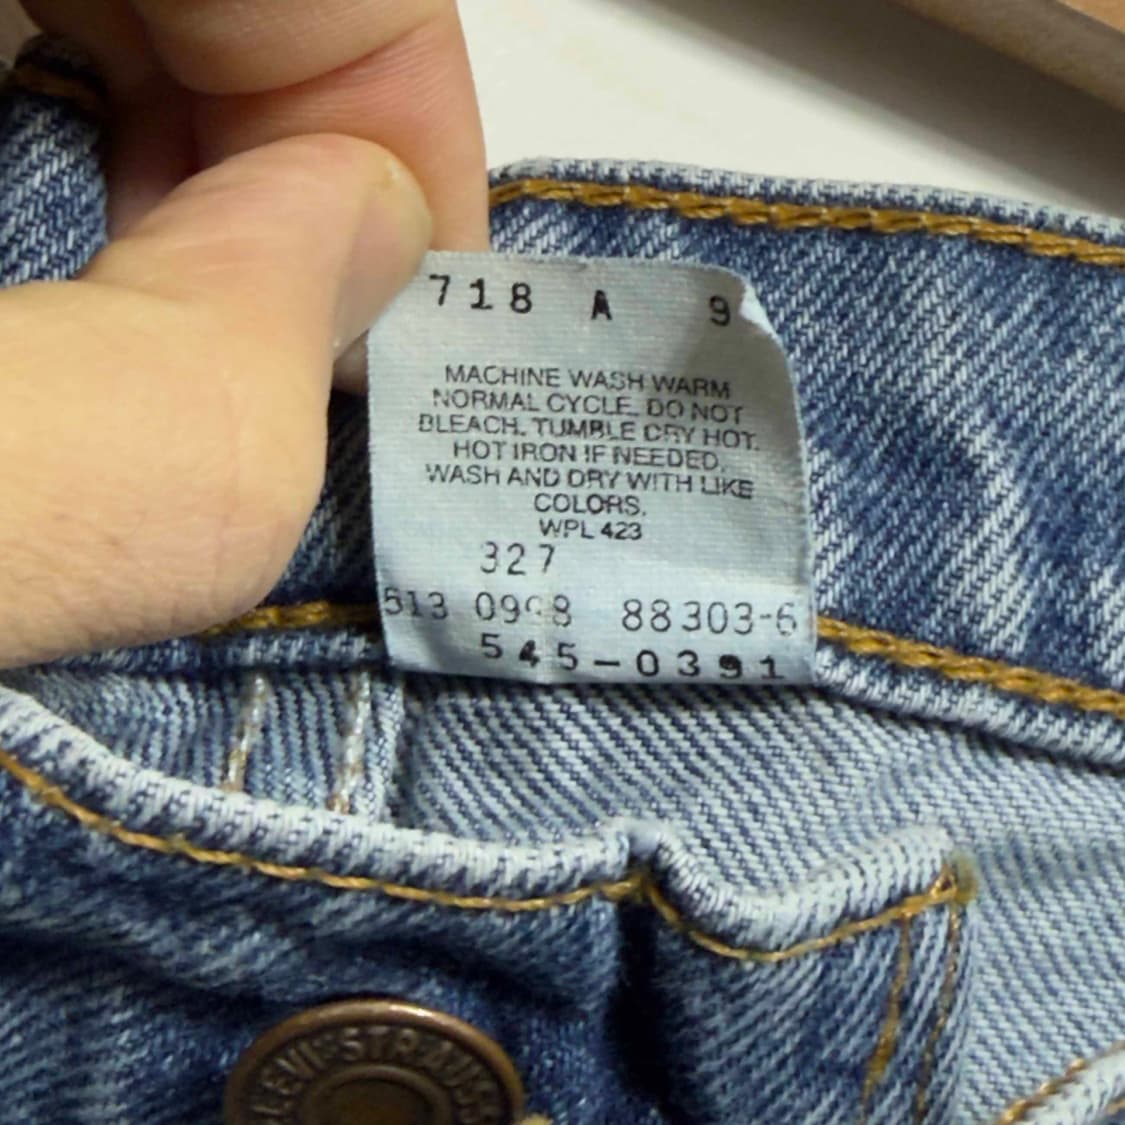 718 A 9
MACHINE WASH WARM
NORMAL CYCLE. DO NOT
BLEACH. TUMBLE DRY HOT.
HOT IRON IF NEEDED.
WASH AND DRY WITH LIKE
COLORS.
WPL 423
327
513 0998 88303-6
545-0391
LEVI STRAUSS